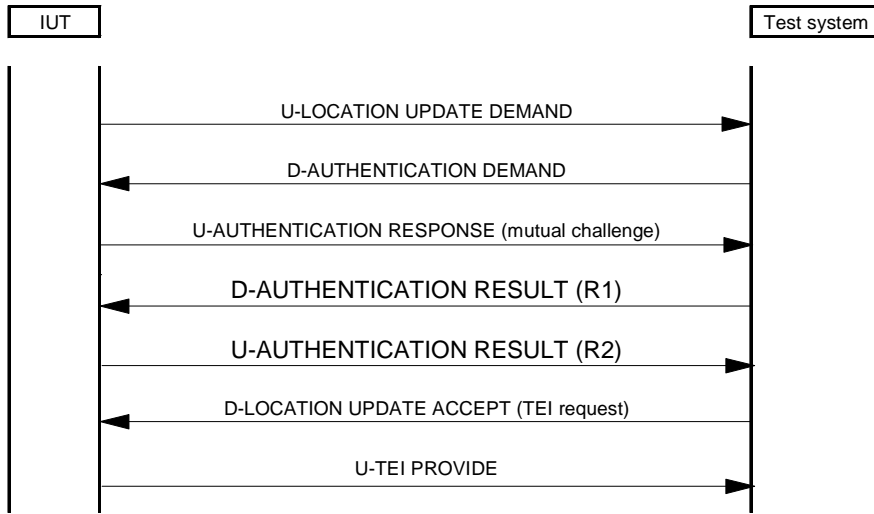 IUT
Test system
U-LOCATION UPDATE DEMAND
D-AUTHENTICATION DEMAND
U-AUTHENTICATION RESPONSE (mutual challenge)
D-AUTHENTICATION RESULT (R1)
U-AUTHENTICATION RESULT (R2)
D-LOCATION UPDATE ACCEPT (TEI request)
U-TEI PROVIDE